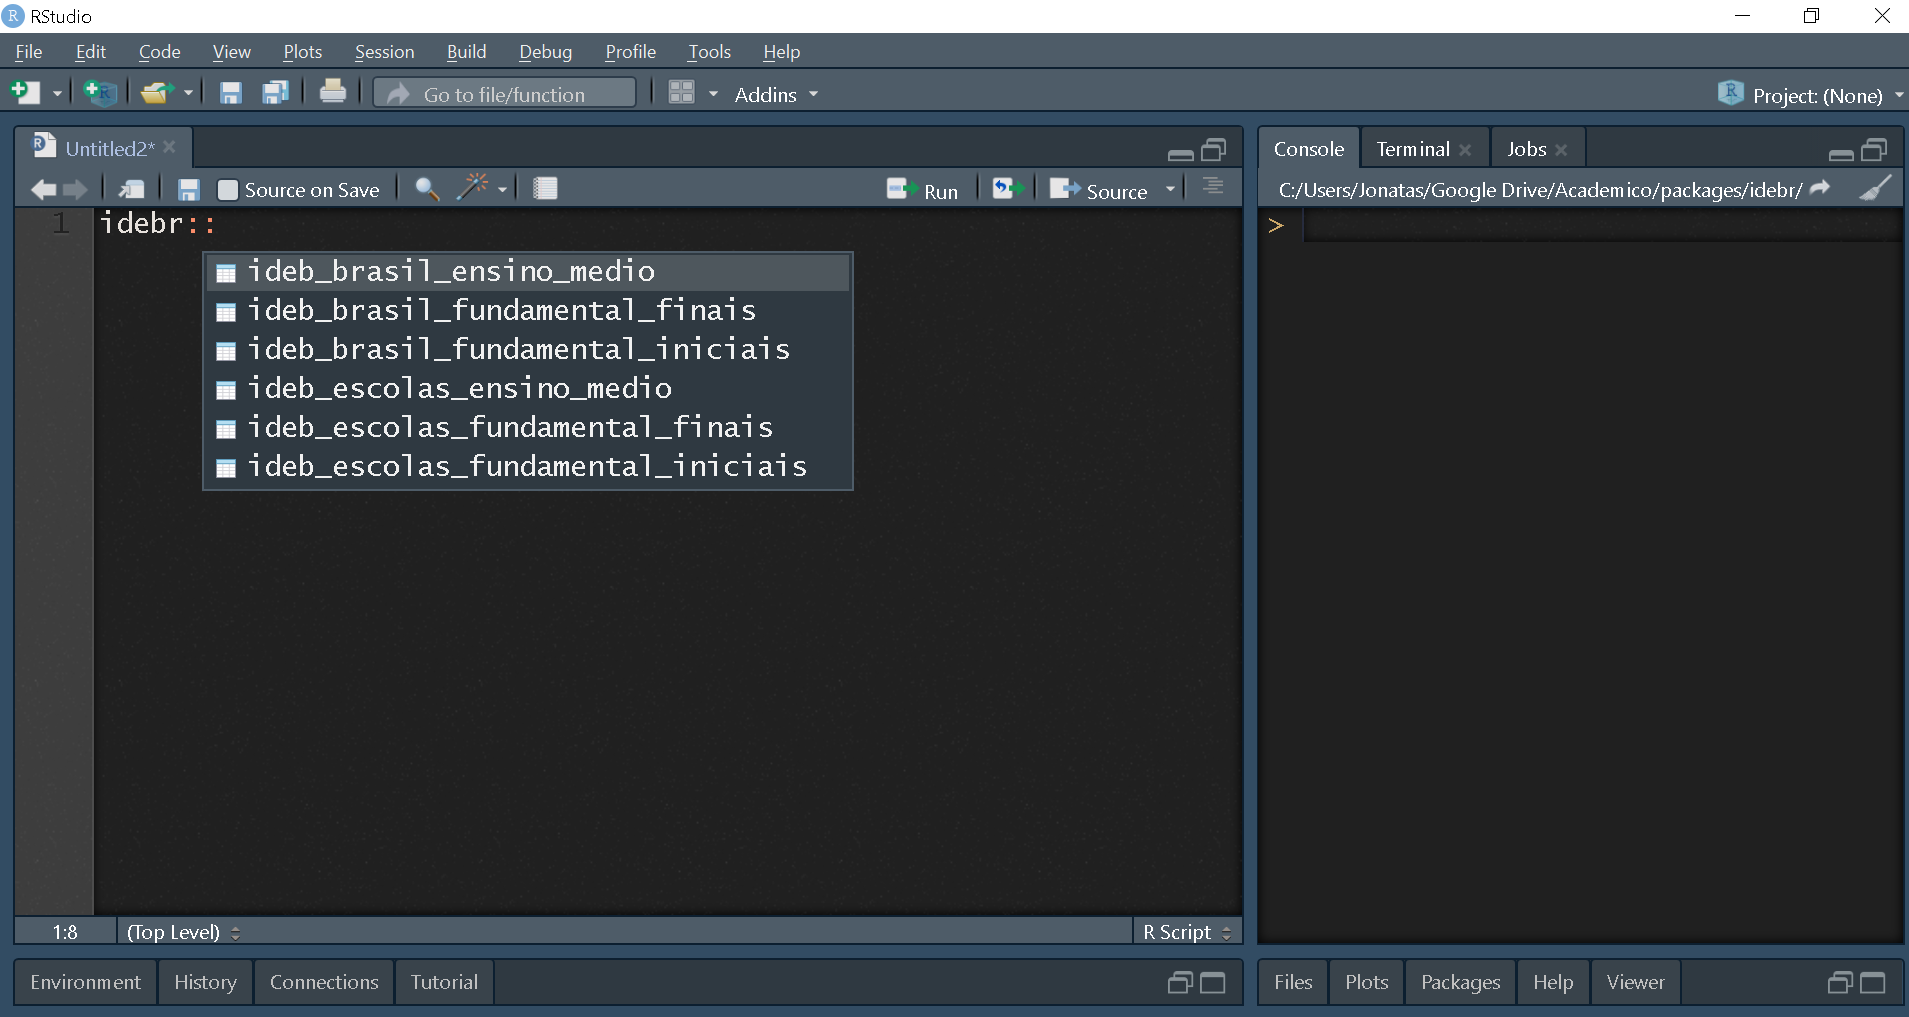 RStudio
File Edit Code View Plots Session Build Debug Profile Tools Help
Go to file/function Addins Project: (None)
Untitled2*
Source on Save Run Source
1 idebr::
ideb_brasil_ensino_medio
ideb_brasil_fundamental_finais
ideb_brasil_fundamental_iniciais
ideb_escolas_ensino_medio
ideb_escolas_fundamental_finais
ideb_escolas_fundamental_iniciais
1:8 (Top Level) R Script
Environment History Connections Tutorial
Console Terminal Jobs
C:/Users/Jonatas/Google Drive/Academico/packages/idebr/
>
Files Plots Packages Help Viewer